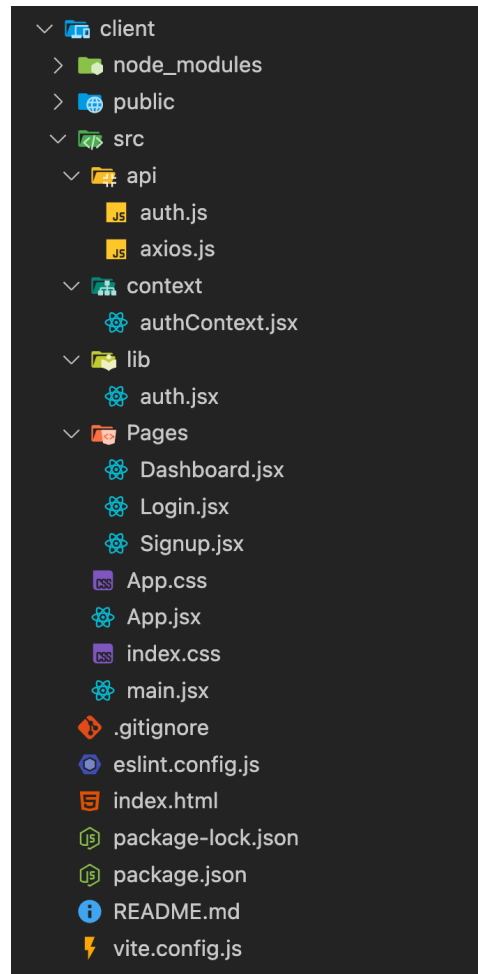 client
node_modules
public
src
api
auth.js
axios.js
context
authContext.jsx
lib
auth.jsx
Pages
Dashboard.jsx
Login.jsx
Signup.jsx
App.css
App.jsx
index.css
main.jsx
.gitignore
eslint.config.js
index.html
package-lock.json
package.json
README.md
vite.config.js